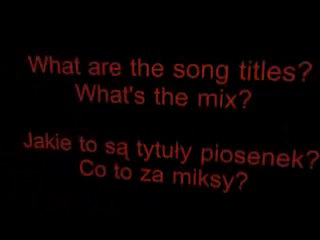 What are the song titles?
What's the mix?
Jakie to są tytuły piosenek?
Co to za miksy?